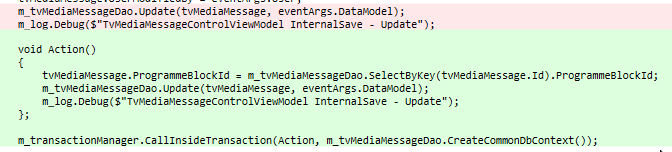 m_tvMediaMessageDao.Update(tvMediaMessage, eventArgs.DataModel);
m_log.Debug($"TvMediaMessageControlViewModel InternalSave - Update");
void Action()
{
tvMediaMessage.ProgrammeBlockId = m_tvMediaMessageDao.SelectByKey(tvMediaMessage.Id).ProgrammeBlockId;
m_tvMediaMessageDao.Update(tvMediaMessage, eventArgs.DataModel);
m_log.Debug($"TvMediaMessageControlViewModel InternalSave - Update");
};
m_transactionManager.CallInsideTransaction(Action, m_tvMediaMessageDao.CreateCommonDbContext());